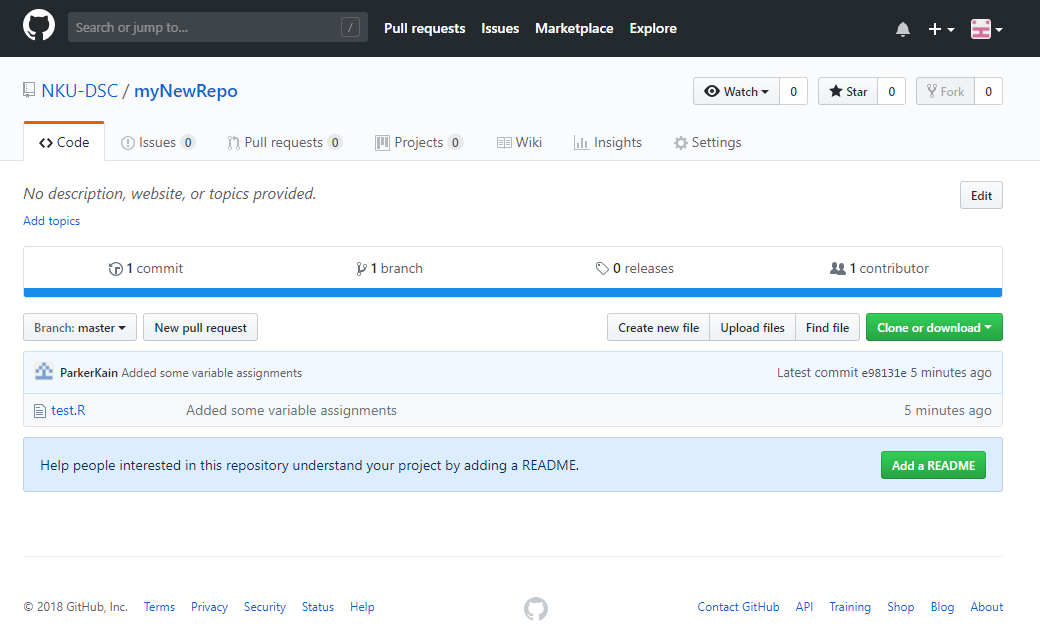 Search or jump to... / Pull requests Issues Marketplace Explore
NKU-DSC / myNewRepo Watch 0 Star 0 Fork 0
Code Issues 0 Pull requests 0 Projects 0 Wiki Insights Settings
No description, website, or topics provided. Edit
Add topics
1 commit 1 branch 0 releases 1 contributor
Branch: master New pull request Create new file Upload files Find file Clone or download
ParkerKain Added some variable assignments Latest commit e98131e 5 minutes ago
test.R Added some variable assignments 5 minutes ago
Help people interested in this repository understand your project by adding a README. Add a README
© 2018 GitHub, Inc. Terms Privacy Security Status Help Contact GitHub API Training Shop Blog About